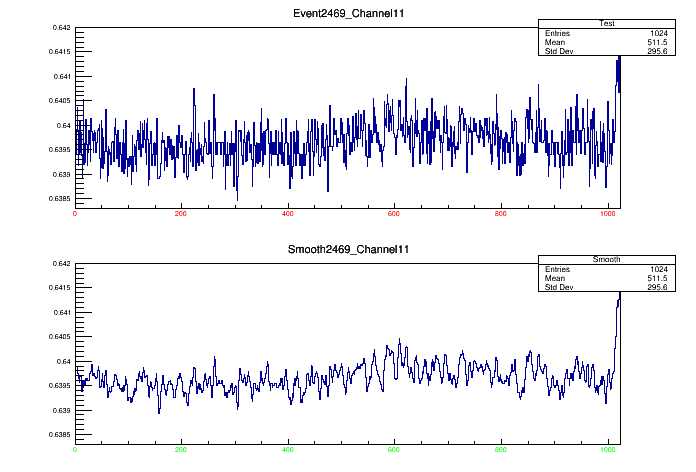 Event2469_Channel11
Test
Entries 1024
Mean 511.5
Std Dev 295.6
0.642
0.6415
0.641
0.6405
0.64
0.6395
0.639
0.6385
0 200 400 600 800 1000
Smooth2469_Channel11
Smooth
Entries 1024
Mean 511.5
Std Dev 295.6
0.642
0.6415
0.641
0.6405
0.64
0.6395
0.639
0.6385
0 200 400 600 800 1000